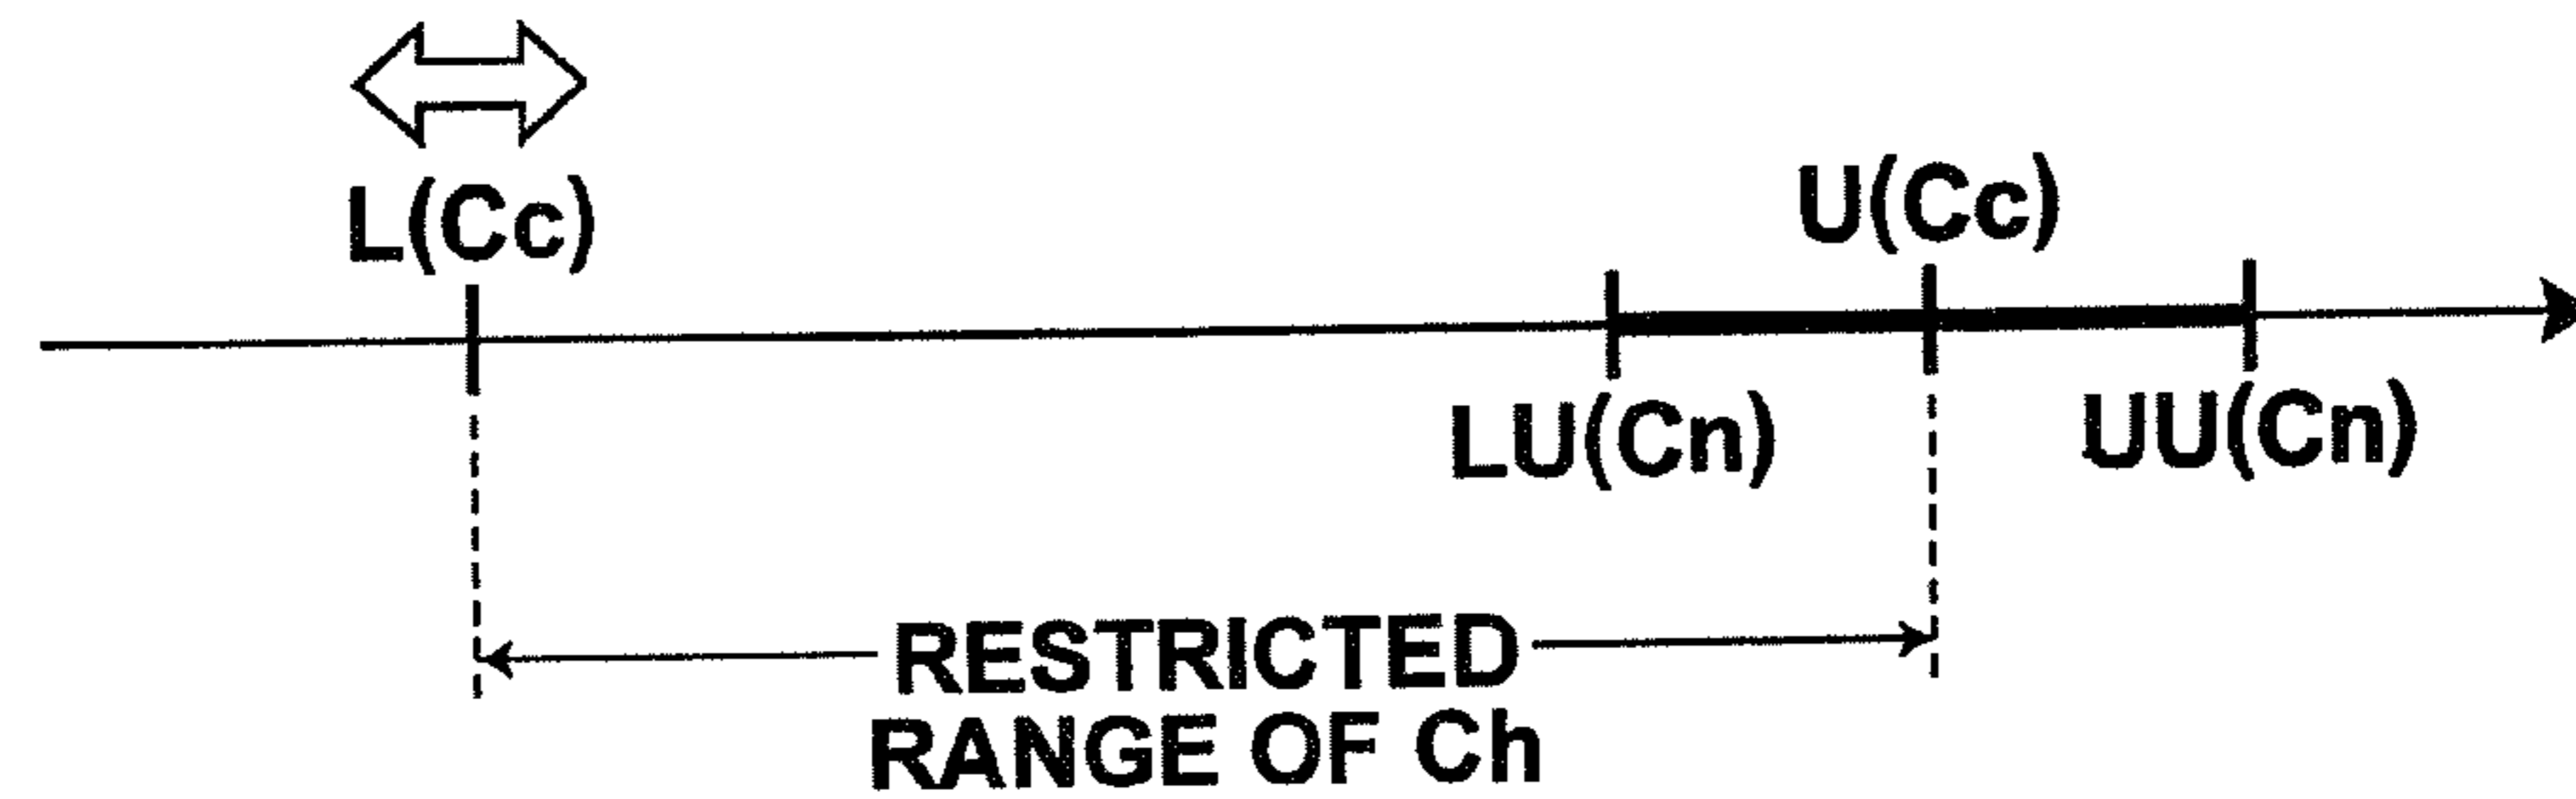 L(Cc)
U(Cc)
LU(Cn)
UU(Cn)
RESTRICTED
RANGE OF Ch